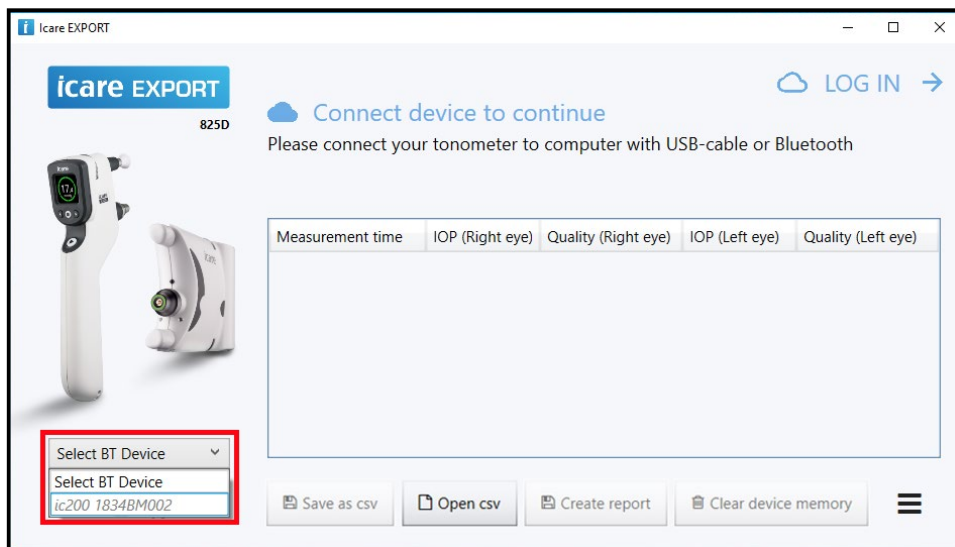 Icare EXPORT
icare EXPORT
825D
LOG IN
Connect device to continue
Please connect your tonometer to computer with USB-cable or Bluetooth
Measurement time IOP (Right eye) Quality (Right eye) IOP (Left eye) Quality (Left eye)
icare
icare
Select BT Device
Select BT Device
ic200 1834BM002
Save as csv Open csv Create report Clear device memory